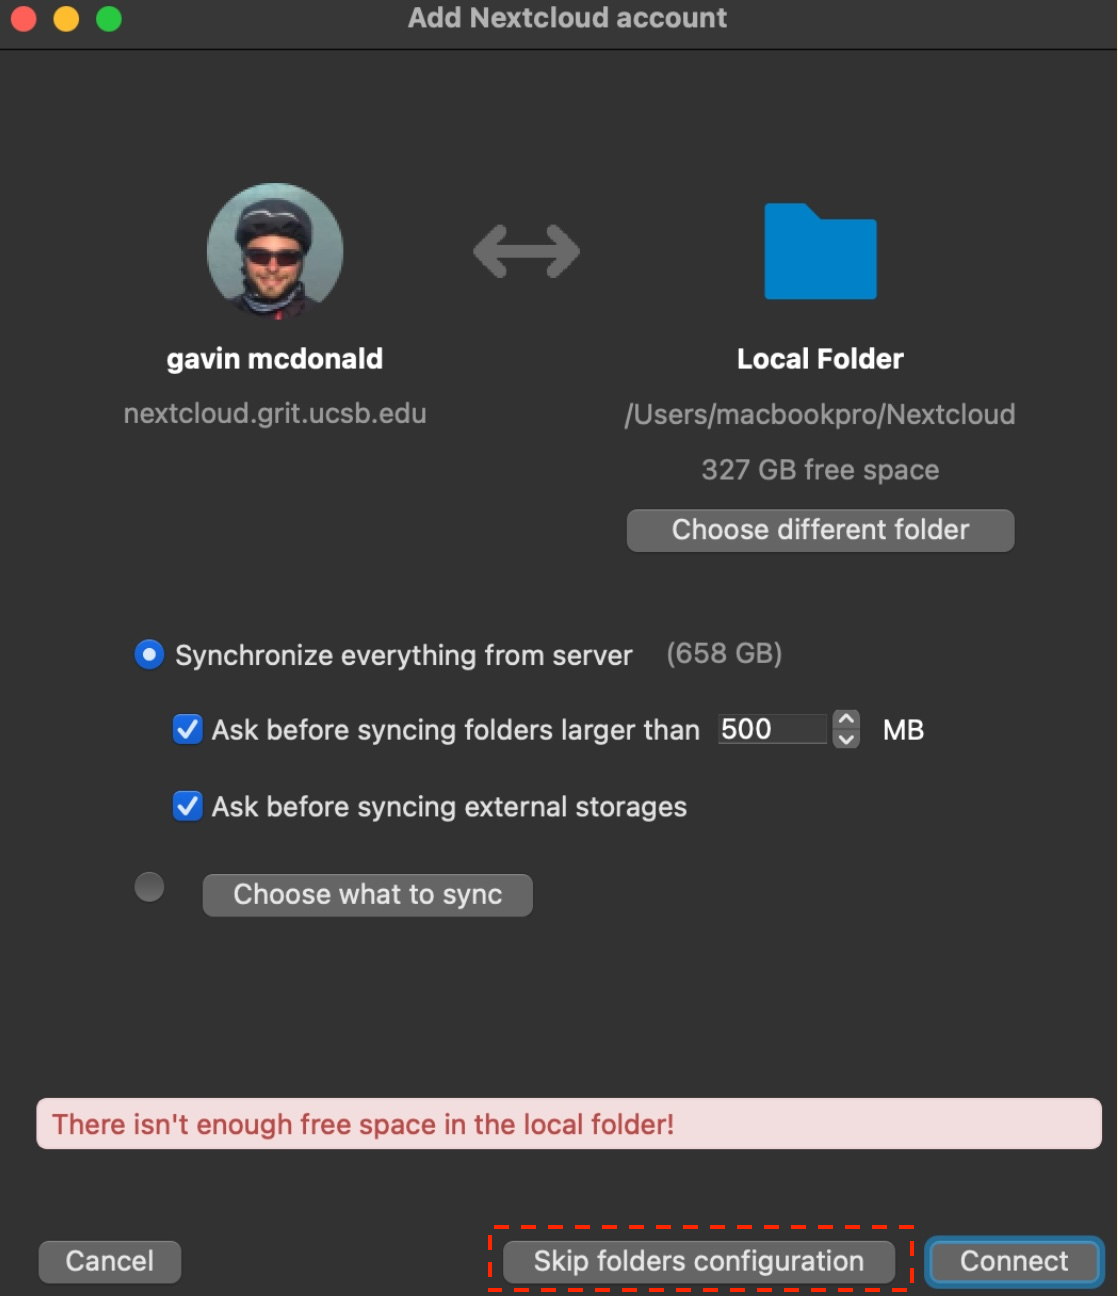 Add Nextcloud account
gavin mcdonald
nextcloud.grit.ucsb.edu
Local Folder
/Users/macbookpro/Nextcloud
327 GB free space
Choose different folder
Synchronize everything from server (658 GB)
Ask before syncing folders larger than 500 MB
Ask before syncing external storages
Choose what to sync
There isn't enough free space in the local folder!
Cancel
Skip folders configuration
Connect